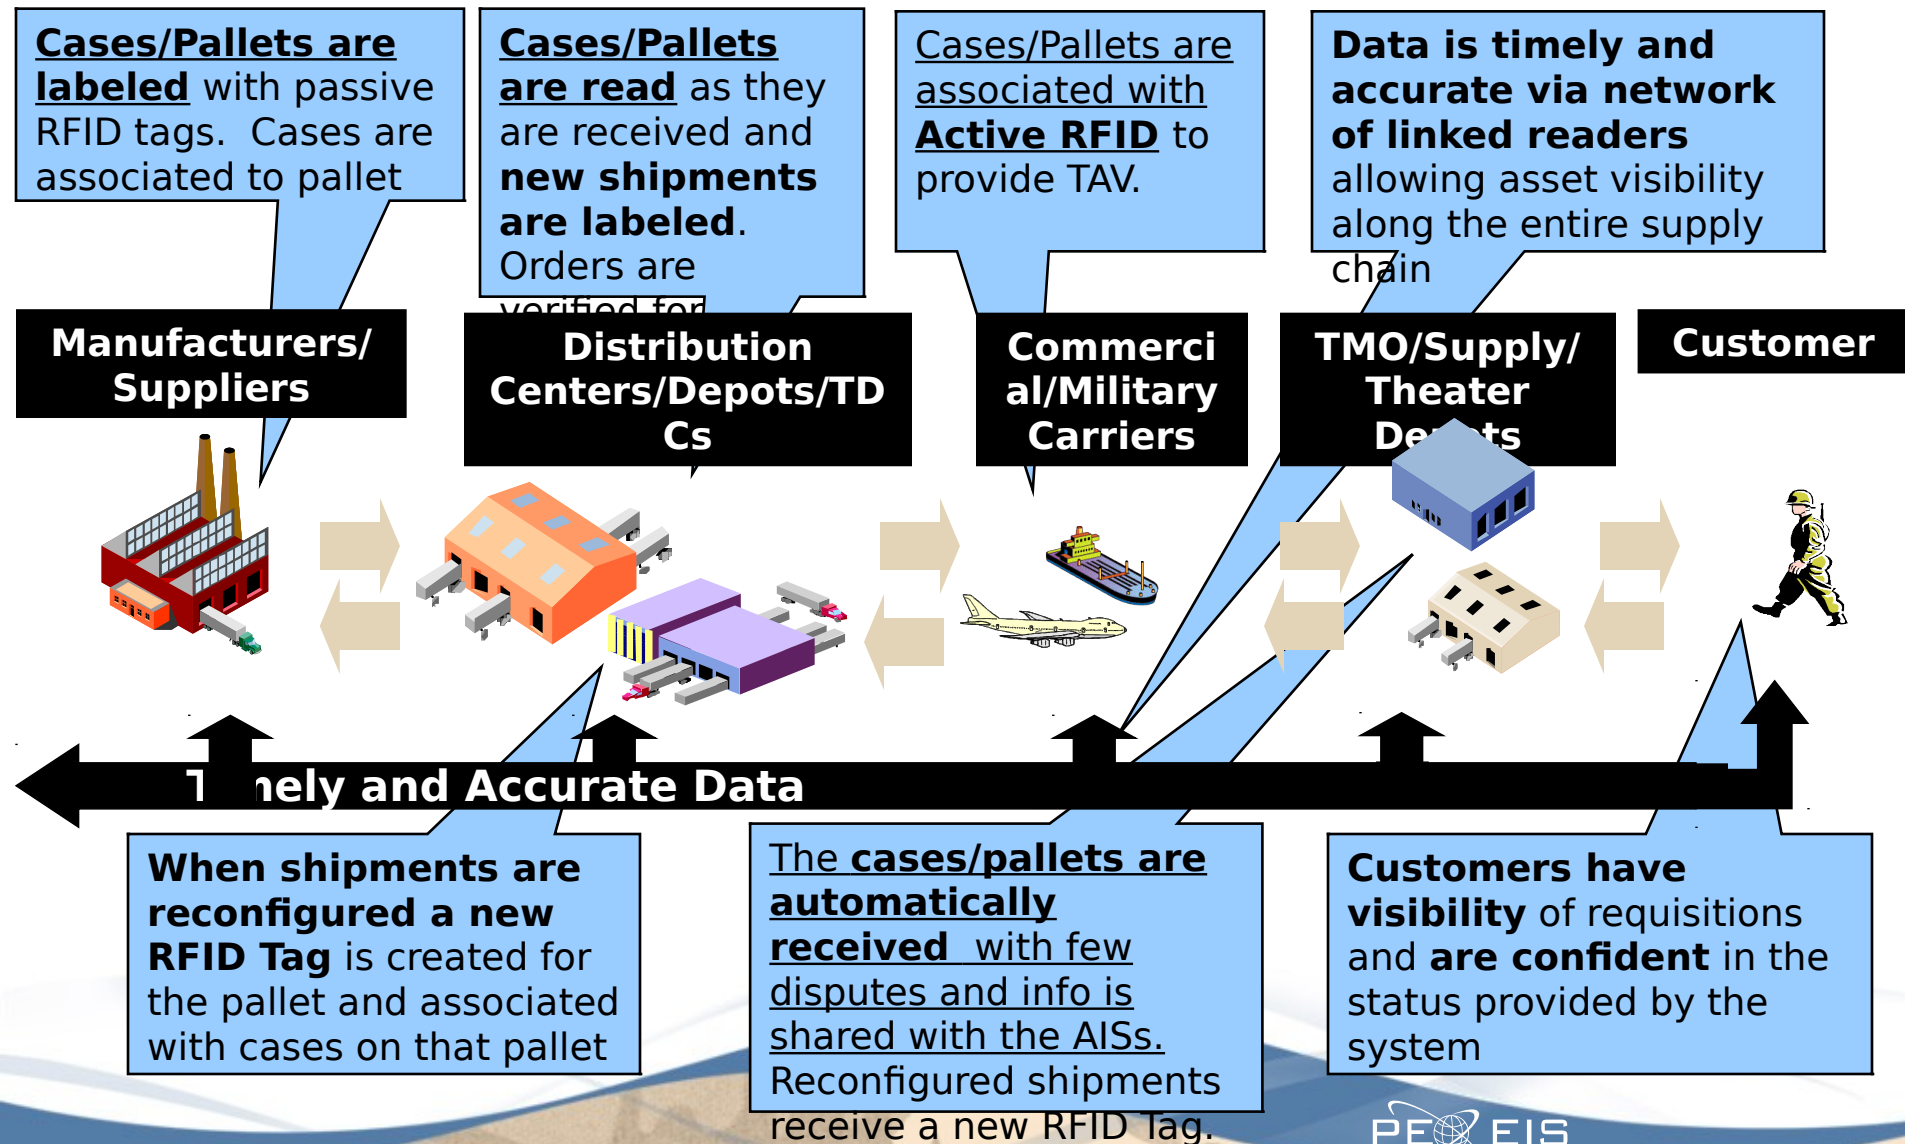 Cases/Pallets are
labeled with passive
RFID tags.  Cases are
associated to pallet
Cases/Pallets
are read as they
are received and
new shipments
are labeled.
Orders are
verified for
Cases/Pallets are
associated with
Active RFID to
provide TAV.
Data is timely and
accurate via network
of linked readers
allowing asset visibility
along the entire supply
chain
Manufacturers/
Suppliers
Distribution
Centers/Depots/TD
Cs
Commerci
al/Military
Carriers
TMO/Supply/
Theater
Depots
Customer
Timely and Accurate Data
When shipments are
reconfigured a new
RFID Tag is created for
the pallet and associated
with cases on that pallet
The cases/pallets are
automatically
received  with few
disputes and info is
shared with the AISs.
Reconfigured shipments
receive a new RFID Tag.
Customers have
visibility of requisitions
and are confident in the
status provided by the
system
PEO EIS